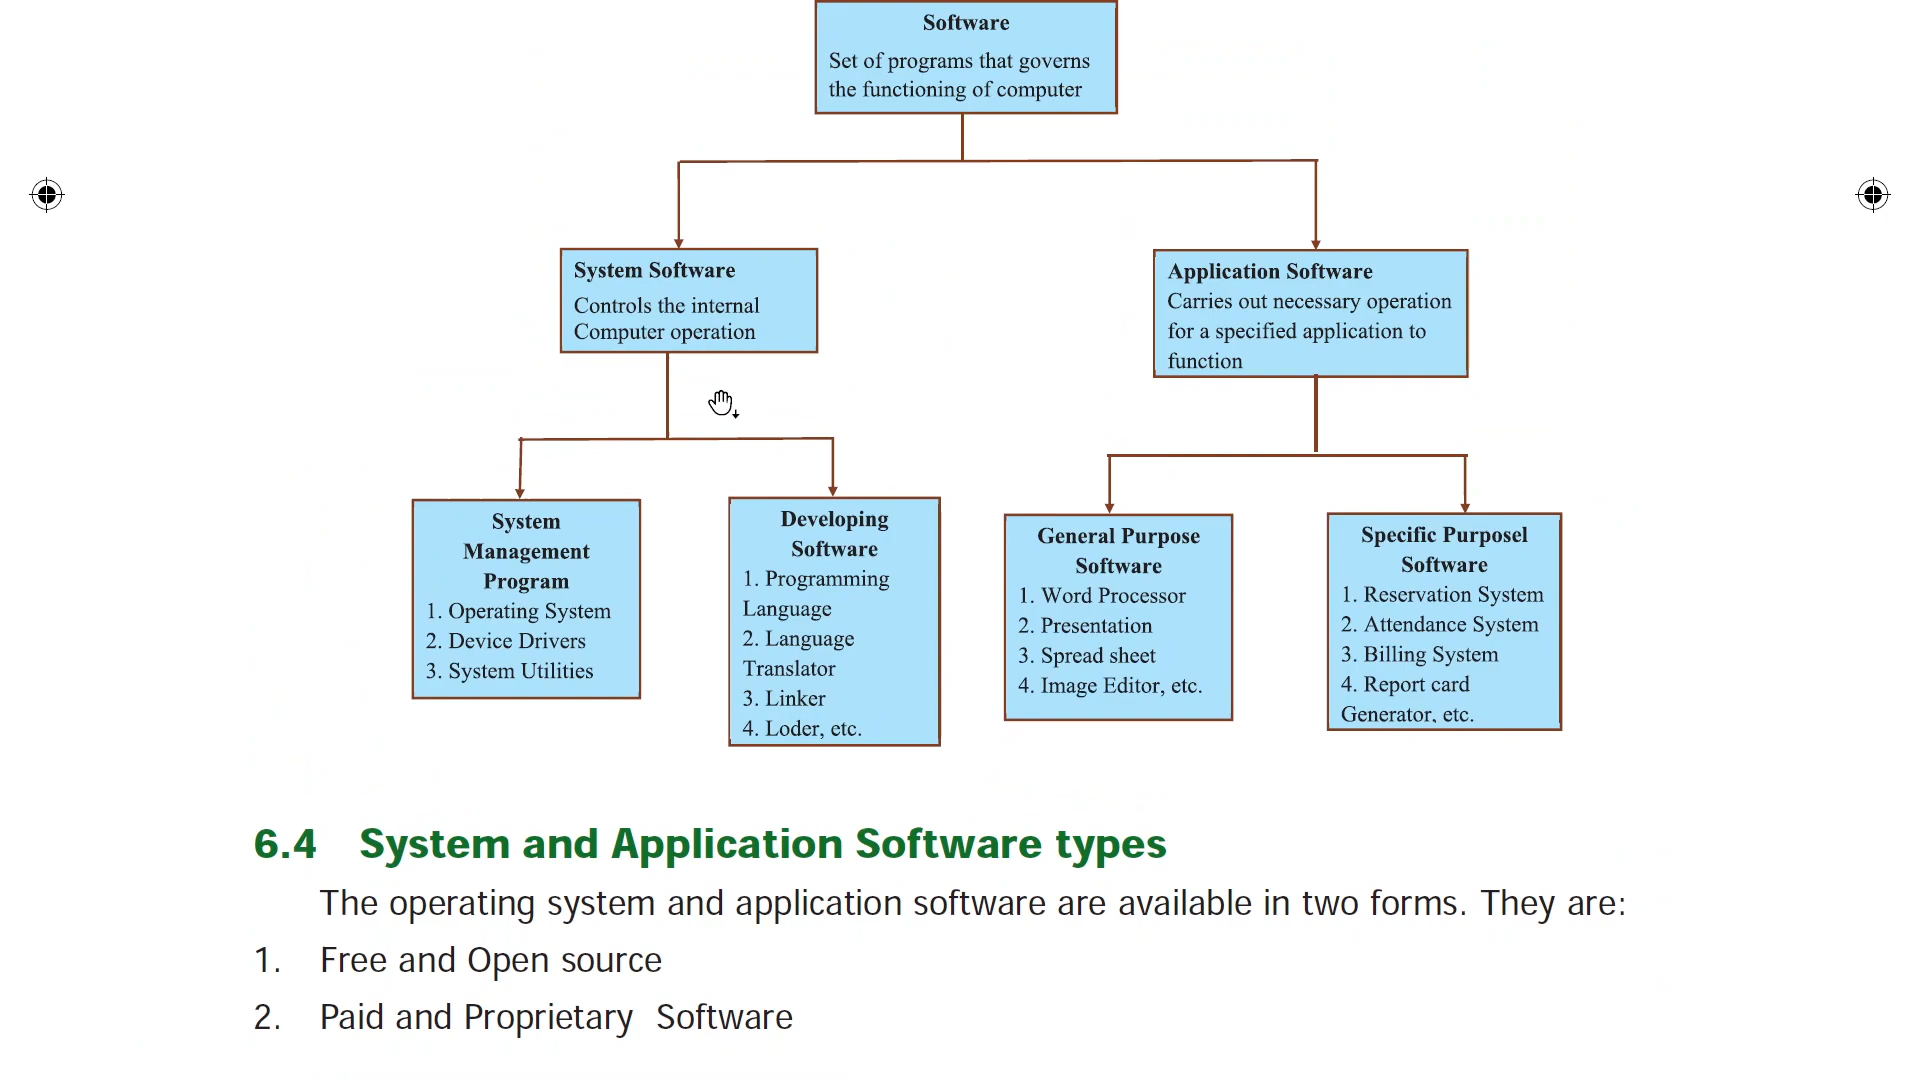 Software
Set of programs that governs
the functioning of computer
System Software
Controls the internal
Computer operation
Application Software
Carries out necessary operation
for a specified application to
function
System
Management
Program
1. Operating System
2. Device Drivers
3. System Utilities
Developing
Software
1. Programming
Language
2. Language
Translator
3. Linker
4. Loder, etc.
General Purpose
Software
1. Word Processor
2. Presentation
3. Spread sheet
4. Image Editor, etc.
Specific Purposel
Software
1. Reservation System
2. Attendance System
3. Billing System
4. Report card
Generator, etc.
6.4 System and Application Software types
The operating system and application software are available in two forms. They are:
1. Free and Open source
2. Paid and Proprietary Software